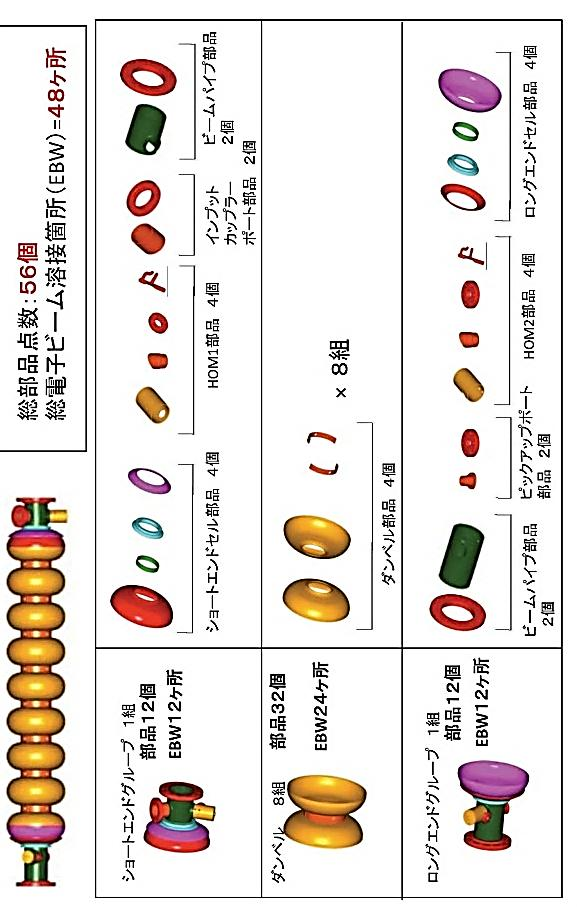 総部品点数:56個
総電子ビーム溶接箇所(EBW)=48ヶ所
ショートエンドグループ 1組
部品12個
EBW12ヶ所
ショートエンドセル部品 4個
HOM1部品 4個
インプット
カップラー
ポート部品 2個
ビームパイプ部品
2個
ダンベル 8組
部品32個
EBW24ヶ所
ダンベル部品 4個
× 8組
ロングエンドグループ 1組
部品12個
EBW12ヶ所
ビームパイプ部品
2個
ピックアップポート
部品 2個
HOM2部品 4個
ロングエンドセル部品 4個